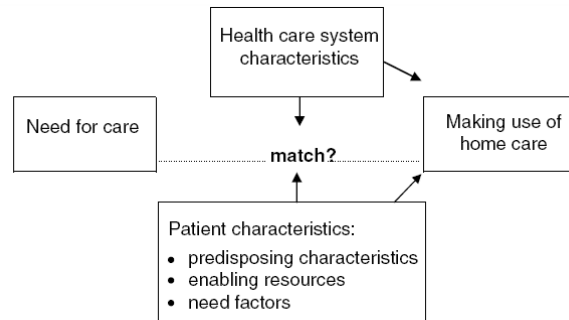 Health care system
characteristics
Need for care
Making use of
home care
match?
Patient characteristics:
• predisposing characteristics
• enabling resources
• need factors